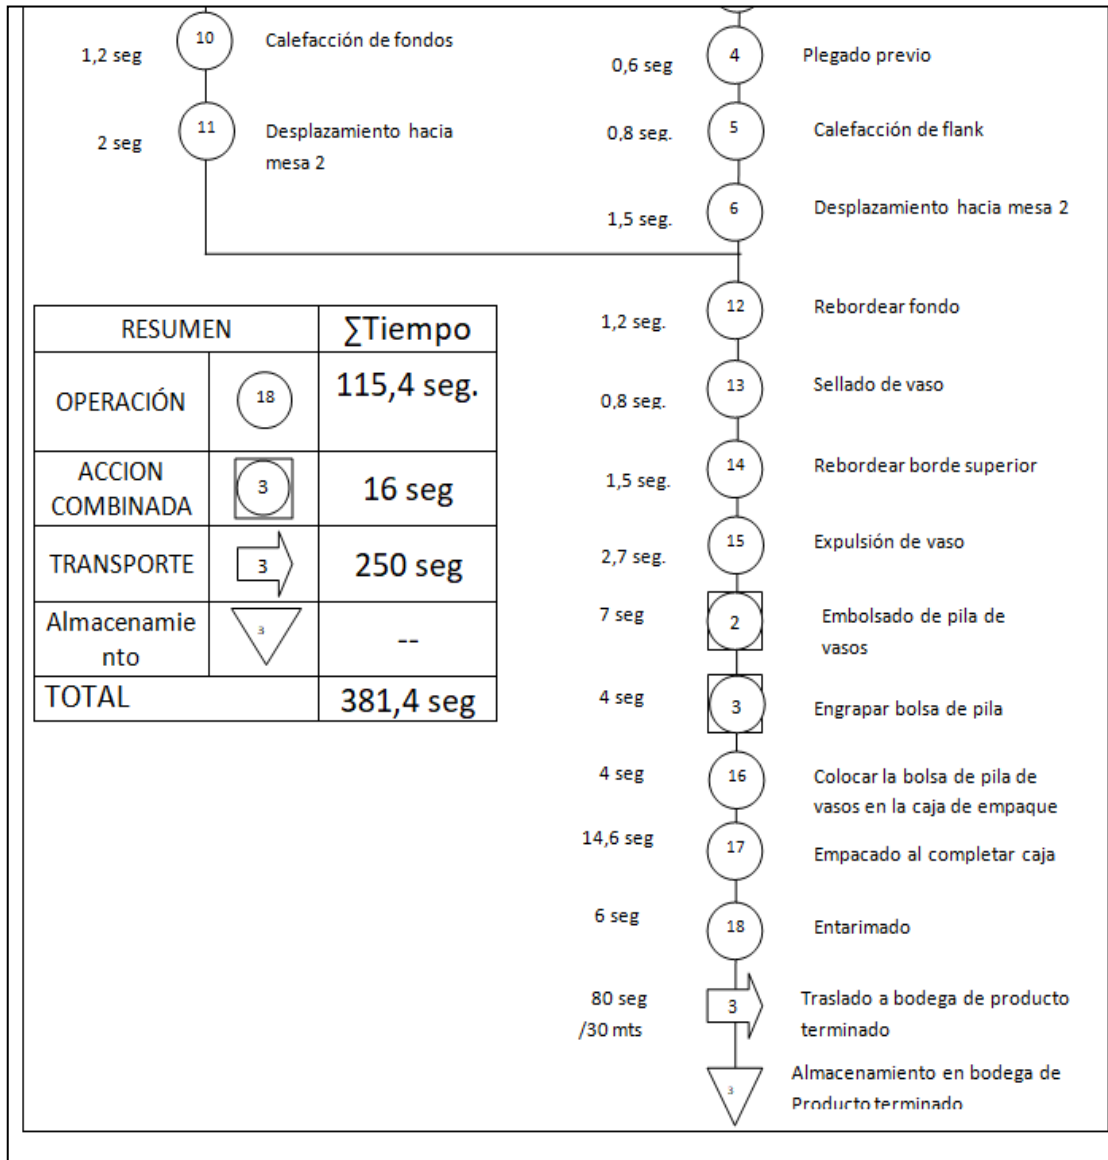 1,2 seg
10
Calefacción de fondos
2 seg
11
Desplazamiento hacia
mesa 2
0,6 seg
4
Plegado previo
0,8 seg.
5
Calefacción de flank
1,5 seg.
6
Desplazamiento hacia mesa 2
RESUMEN
∑Tiempo
OPERACIÓN
18
115,4 seg.
ACCION
COMBINADA
3
16 seg
TRANSPORTE
3
250 seg
Almacenamie
nto
3
--
TOTAL
381,4 seg
1,2 seg.
12
Rebordear fondo
0,8 seg.
13
Sellado de vaso
1,5 seg.
14
Rebordear borde superior
2,7 seg.
15
Expulsión de vaso
7 seg
2
Embolsado de pila de
vasos
4 seg
3
Engrapar bolsa de pila
4 seg
16
Colocar la bolsa de pila de
vasos en la caja de empaque
14,6 seg
17
Empacado al completar caja
6 seg
18
Entarimado
80 seg
/30 mts
3
Traslado a bodega de producto
terminado
3
Almacenamiento en bodega de
Producto terminado